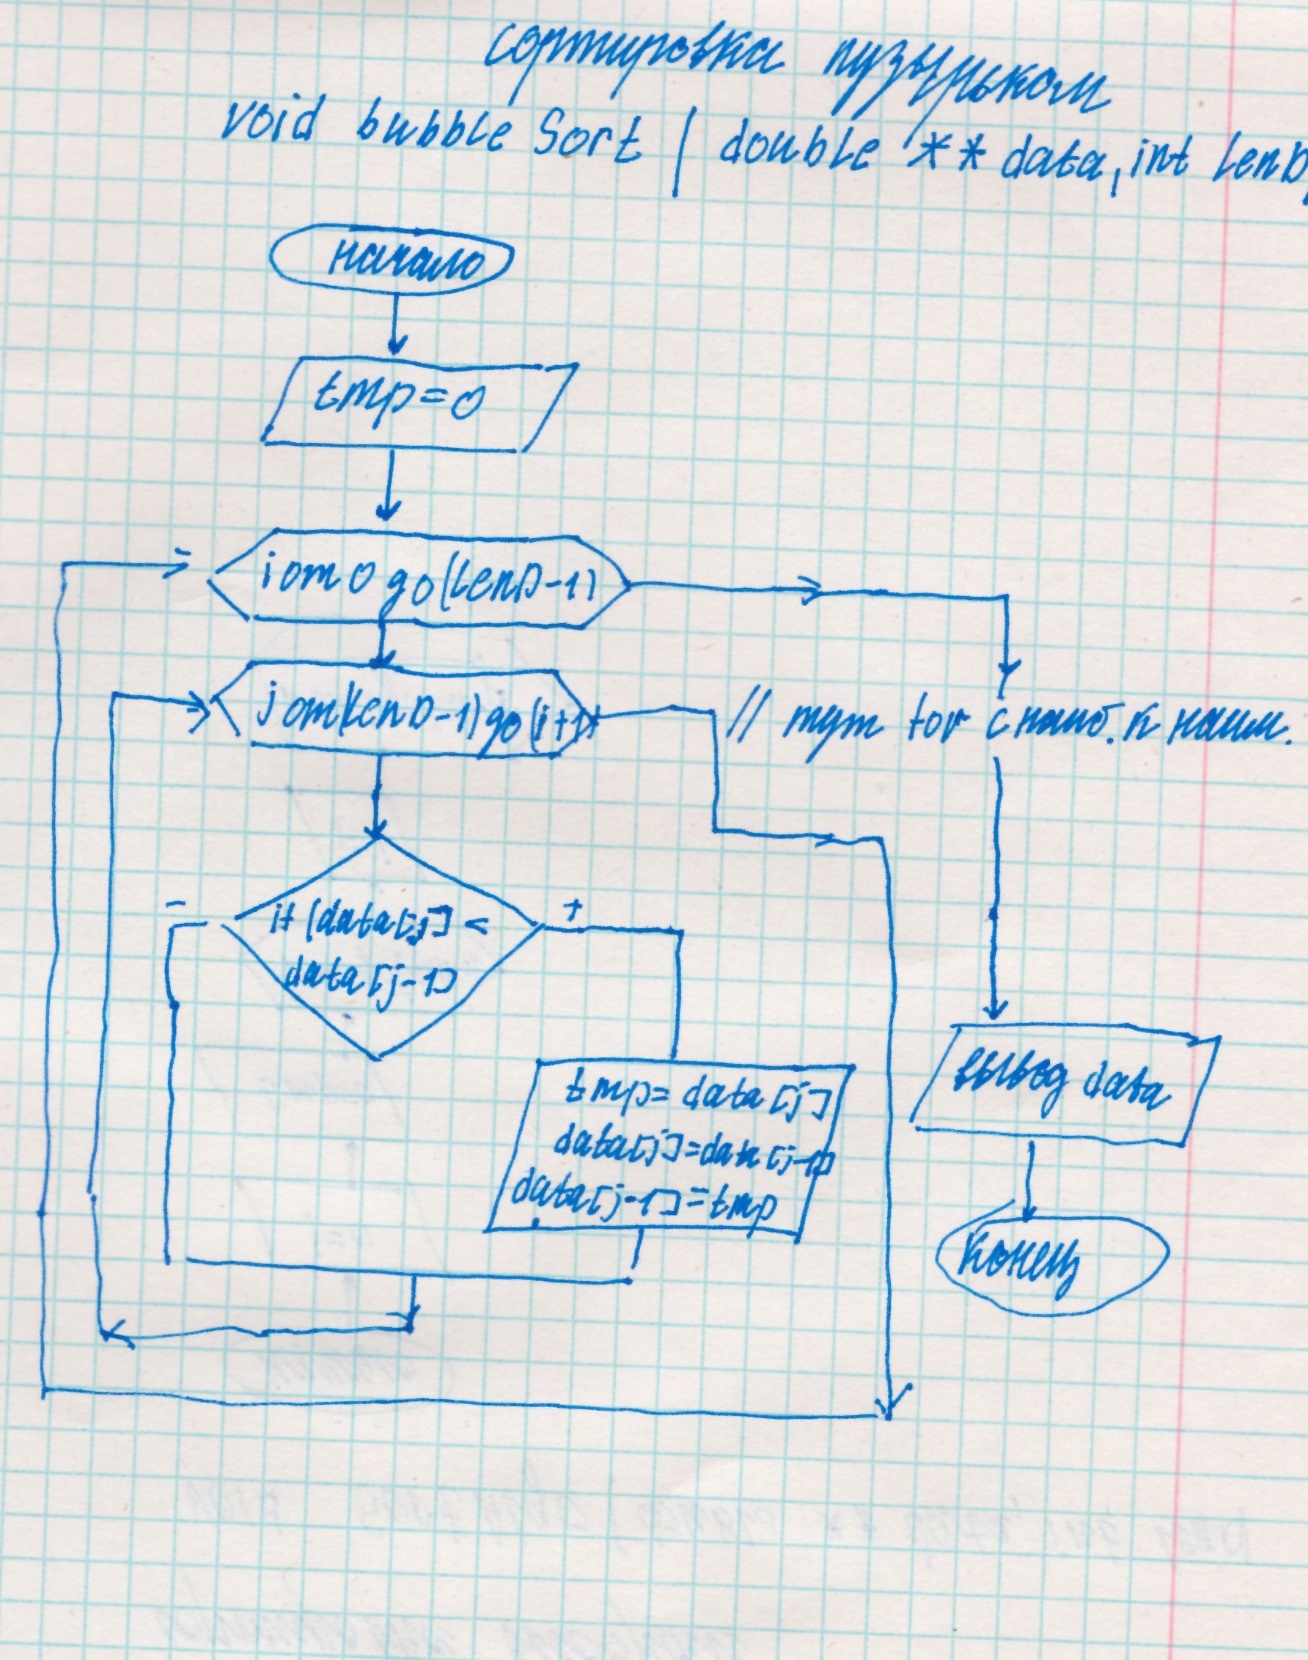 сортировка пузырьком
void bubble Sort ( double ** data, int LenD,
начало
tmp=0
i от 0 до (LenD-1)
j от(LenD-1) до (i+1)
// тут for с наиб. к наим.
-
+
if (data[j] <
data[j-1]
tmp= data[j]
data[j]=data[j-1]
data[j-1]=tmp
вывод data
конец